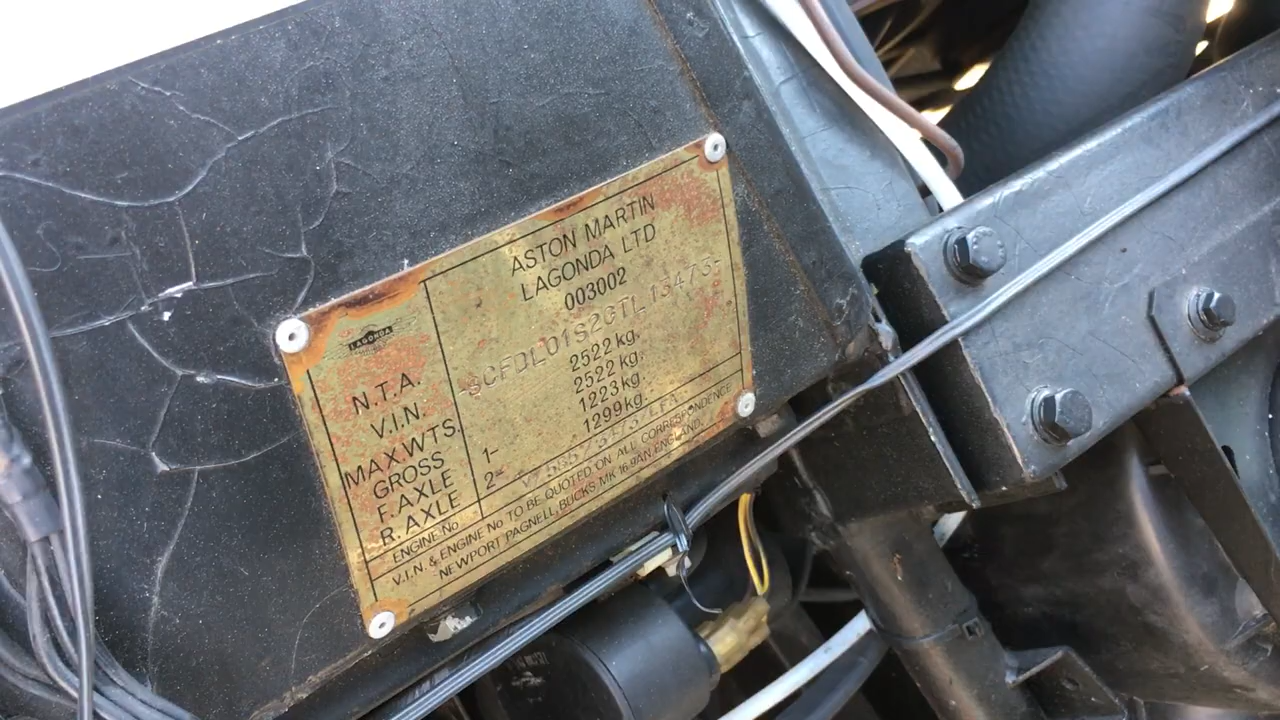 ASTON MARTIN
LAGONDA LTD
LAGONDA
N.T.A. 003002
V.I.N. SCFDL01S2GTL13473
MAX.WTS. 2522 kg.
GROSS 2522 kg.
F. AXLE 1- 1223 kg.
R. AXLE 2- 1299 kg.
ENGINE No
V.I.N. & ENGINE No TO BE QUOTED ON ALL CORRESPONDENCE
NEWPORT PAGNELL, BUCKS, MK 16 9AN, ENGLAND.